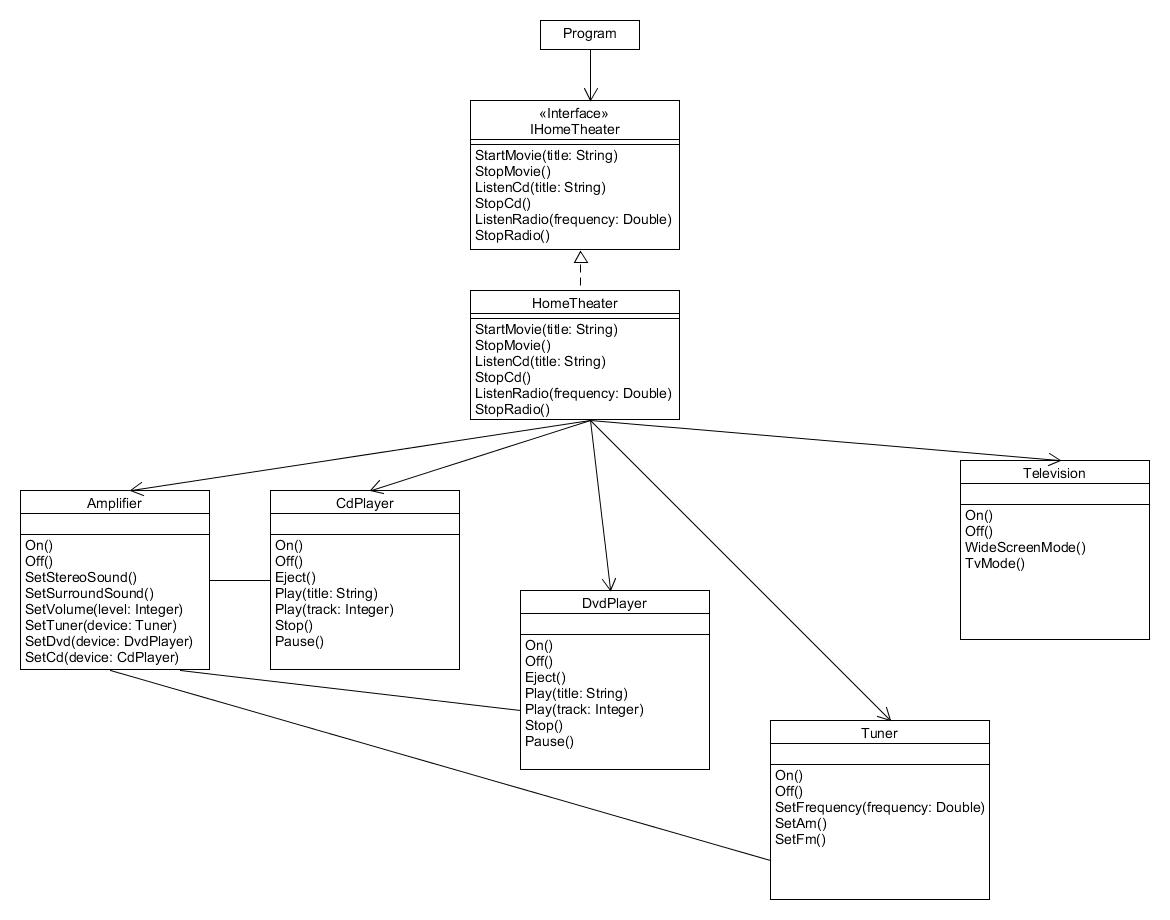 Program
«Interface»
IHomeTheater
StartMovie(title: String)
StopMovie()
ListenCd(title: String)
StopCd()
ListenRadio(frequency: Double)
StopRadio()
HomeTheater
StartMovie(title: String)
StopMovie()
ListenCd(title: String)
StopCd()
ListenRadio(frequency: Double)
StopRadio()
Amplifier
On()
Off()
SetStereoSound()
SetSurroundSound()
SetVolume(level: Integer)
SetTuner(device: Tuner)
SetDvd(device: DvdPlayer)
SetCd(device: CdPlayer)
CdPlayer
On()
Off()
Eject()
Play(title: String)
Play(track: Integer)
Stop()
Pause()
DvdPlayer
On()
Off()
Eject()
Play(title: String)
Play(track: Integer)
Stop()
Pause()
Tuner
On()
Off()
SetFrequency(frequency: Double)
SetAm()
SetFm()
Television
On()
Off()
WideScreenMode()
TvMode()